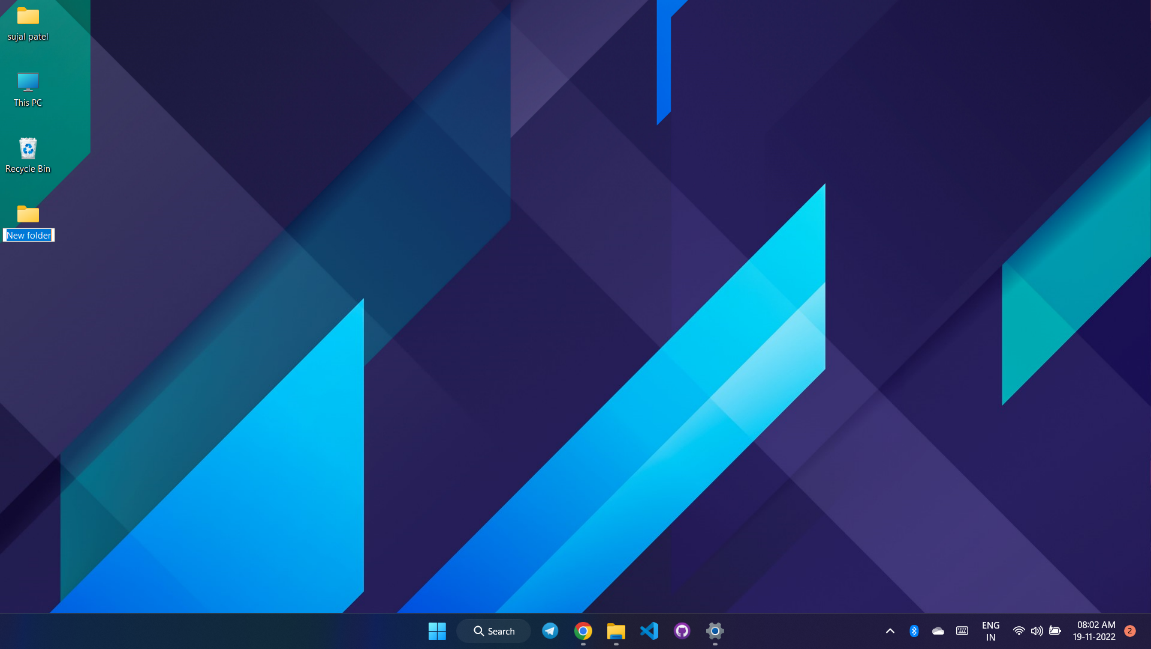 sujal patel
This PC
Recycle Bin
New folder
Search
ENG
IN
08:02 AM
19-11-2022
2